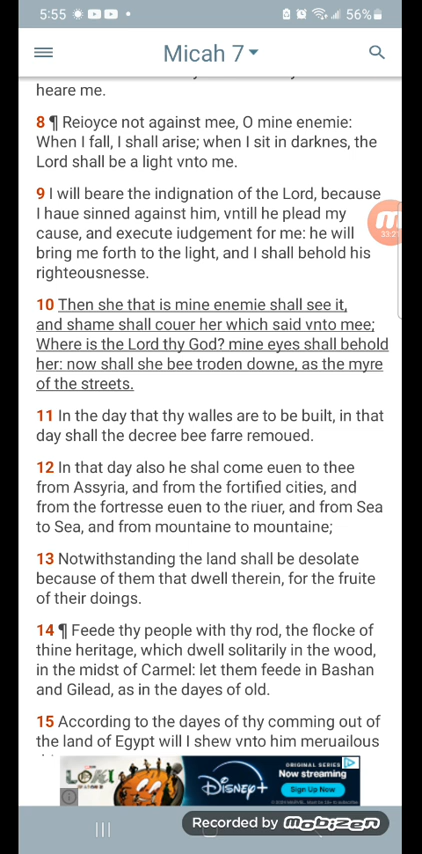 5:55
56%
Micah 7
heare me.
8 ¶ Reioyce not against mee, O mine enemie:
When I fall, I shall arise; when I sit in darknes, the
Lord shall be a light vnto me.
9 I will beare the indignation of the Lord, because
I haue sinned against him, vntill he plead my
cause, and execute iudgement for me: he will
bring me forth to the light, and I shall behold his
righteousnesse.
33:27
10 Then she that is mine enemie shall see it,
and shame shall couer her which said vnto mee;
Where is the Lord thy God? mine eyes shall behold
her: now shall she bee troden downe, as the myre
of the streets.
11 In the day that thy walles are to be built, in that
day shall the decree bee farre remoued.
12 In that day also he shal come euen to thee
from Assyria, and from the fortified cities, and
from the fortresse euen to the riuer, and from Sea
to Sea, and from mountaine to mountaine;
13 Notwithstanding the land shall be desolate
because of them that dwell therein, for the fruite
of their doings.
14 ¶ Feede thy people with thy rod, the flocke of
thine heritage, which dwell solitarily in the wood,
in the midst of Carmel: let them feede in Bashan
and Gilead, as in the dayes of old.
15 According to the dayes of thy comming out of
the land of Egypt will I shew vnto him meruailous
LOKI
Disney+
ORIGINAL SERIES
Now streaming
Sign Up Now
Recorded by mobizen